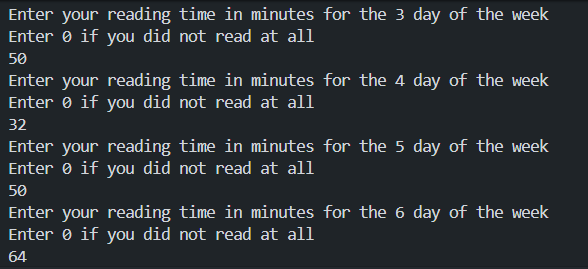 Enter your reading time in minutes for the 3 day of the week
Enter 0 if you did not read at all
50
Enter your reading time in minutes for the 4 day of the week
Enter 0 if you did not read at all
32
Enter your reading time in minutes for the 5 day of the week
Enter 0 if you did not read at all
50
Enter your reading time in minutes for the 6 day of the week
Enter 0 if you did not read at all
64